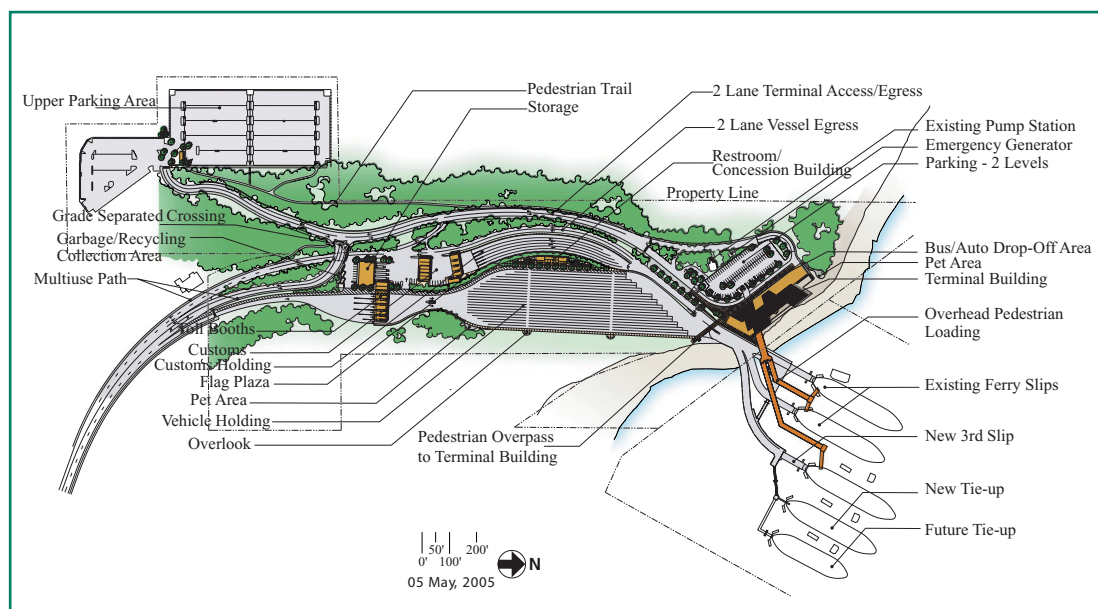 Upper Parking Area
Pedestrian Trail
Storage
2 Lane Terminal Access/Egress
2 Lane Vessel Egress
Restroom/
Concession Building
Property Line
Existing Pump Station
Emergency Generator
Parking - 2 Levels
Grade Separated Crossing
Garbage/Recycling
Collection Area
Multiuse Path
Bus/Auto Drop-Off Area
Pet Area
Terminal Building
Overhead Pedestrian
Loading
Toll Booths
Customs
Customs Holding
Flag Plaza
Pet Area
Vehicle Holding
Overlook
Pedestrian Overpass
to Terminal Building
Existing Ferry Slips
New 3rd Slip
New Tie-up
Future Tie-up
50' 200'
0' 100'
N
05 May, 2005